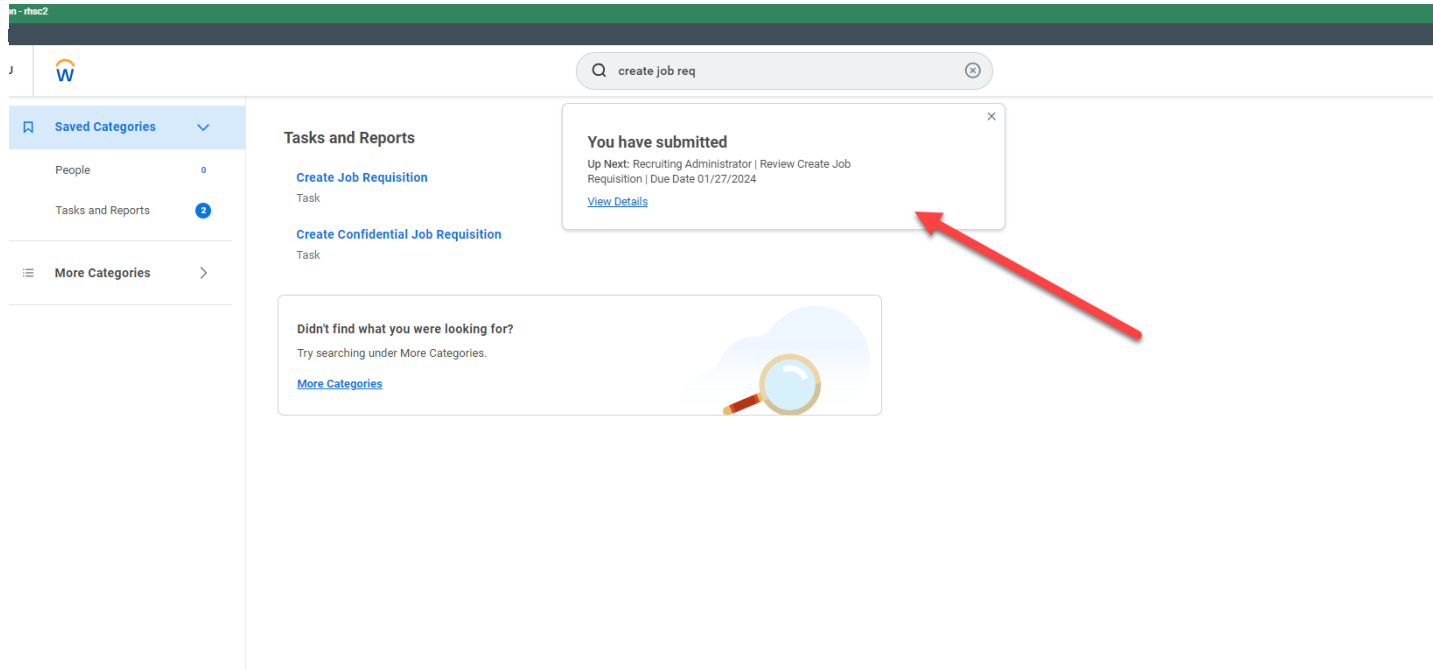 on - rhsc2
create job req
Saved Categories
People 0
Tasks and Reports 2
More Categories
Tasks and Reports
Create Job Requisition
Task
Create Confidential Job Requisition
Task
You have submitted
Up Next: Recruiting Administrator | Review Create Job
Requisition | Due Date 01/27/2024
View Details
Didn't find what you were looking for?
Try searching under More Categories.
More Categories